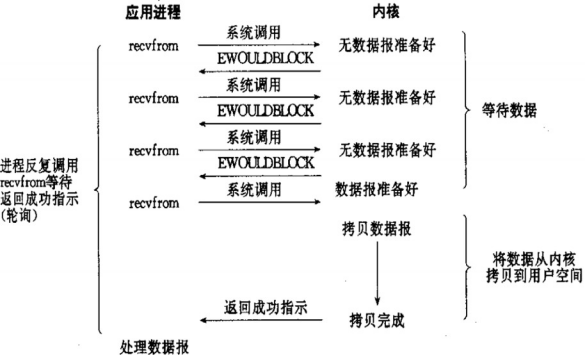 应用进程
内核
recvfrom
系统调用
无数据报准备好
EWOULDBLOCK
recvfrom
系统调用
无数据报准备好
EWOULDBLOCK
recvfrom
系统调用
无数据报准备好
EWOULDBLOCK
recvfrom
系统调用
数据报准备好
等待数据
进程反复调用
recvfrom等待
返回成功指示
(轮询)
拷贝数据报
将数据从内核
拷贝到用户空间
返回成功指示
拷贝完成
处理数据报